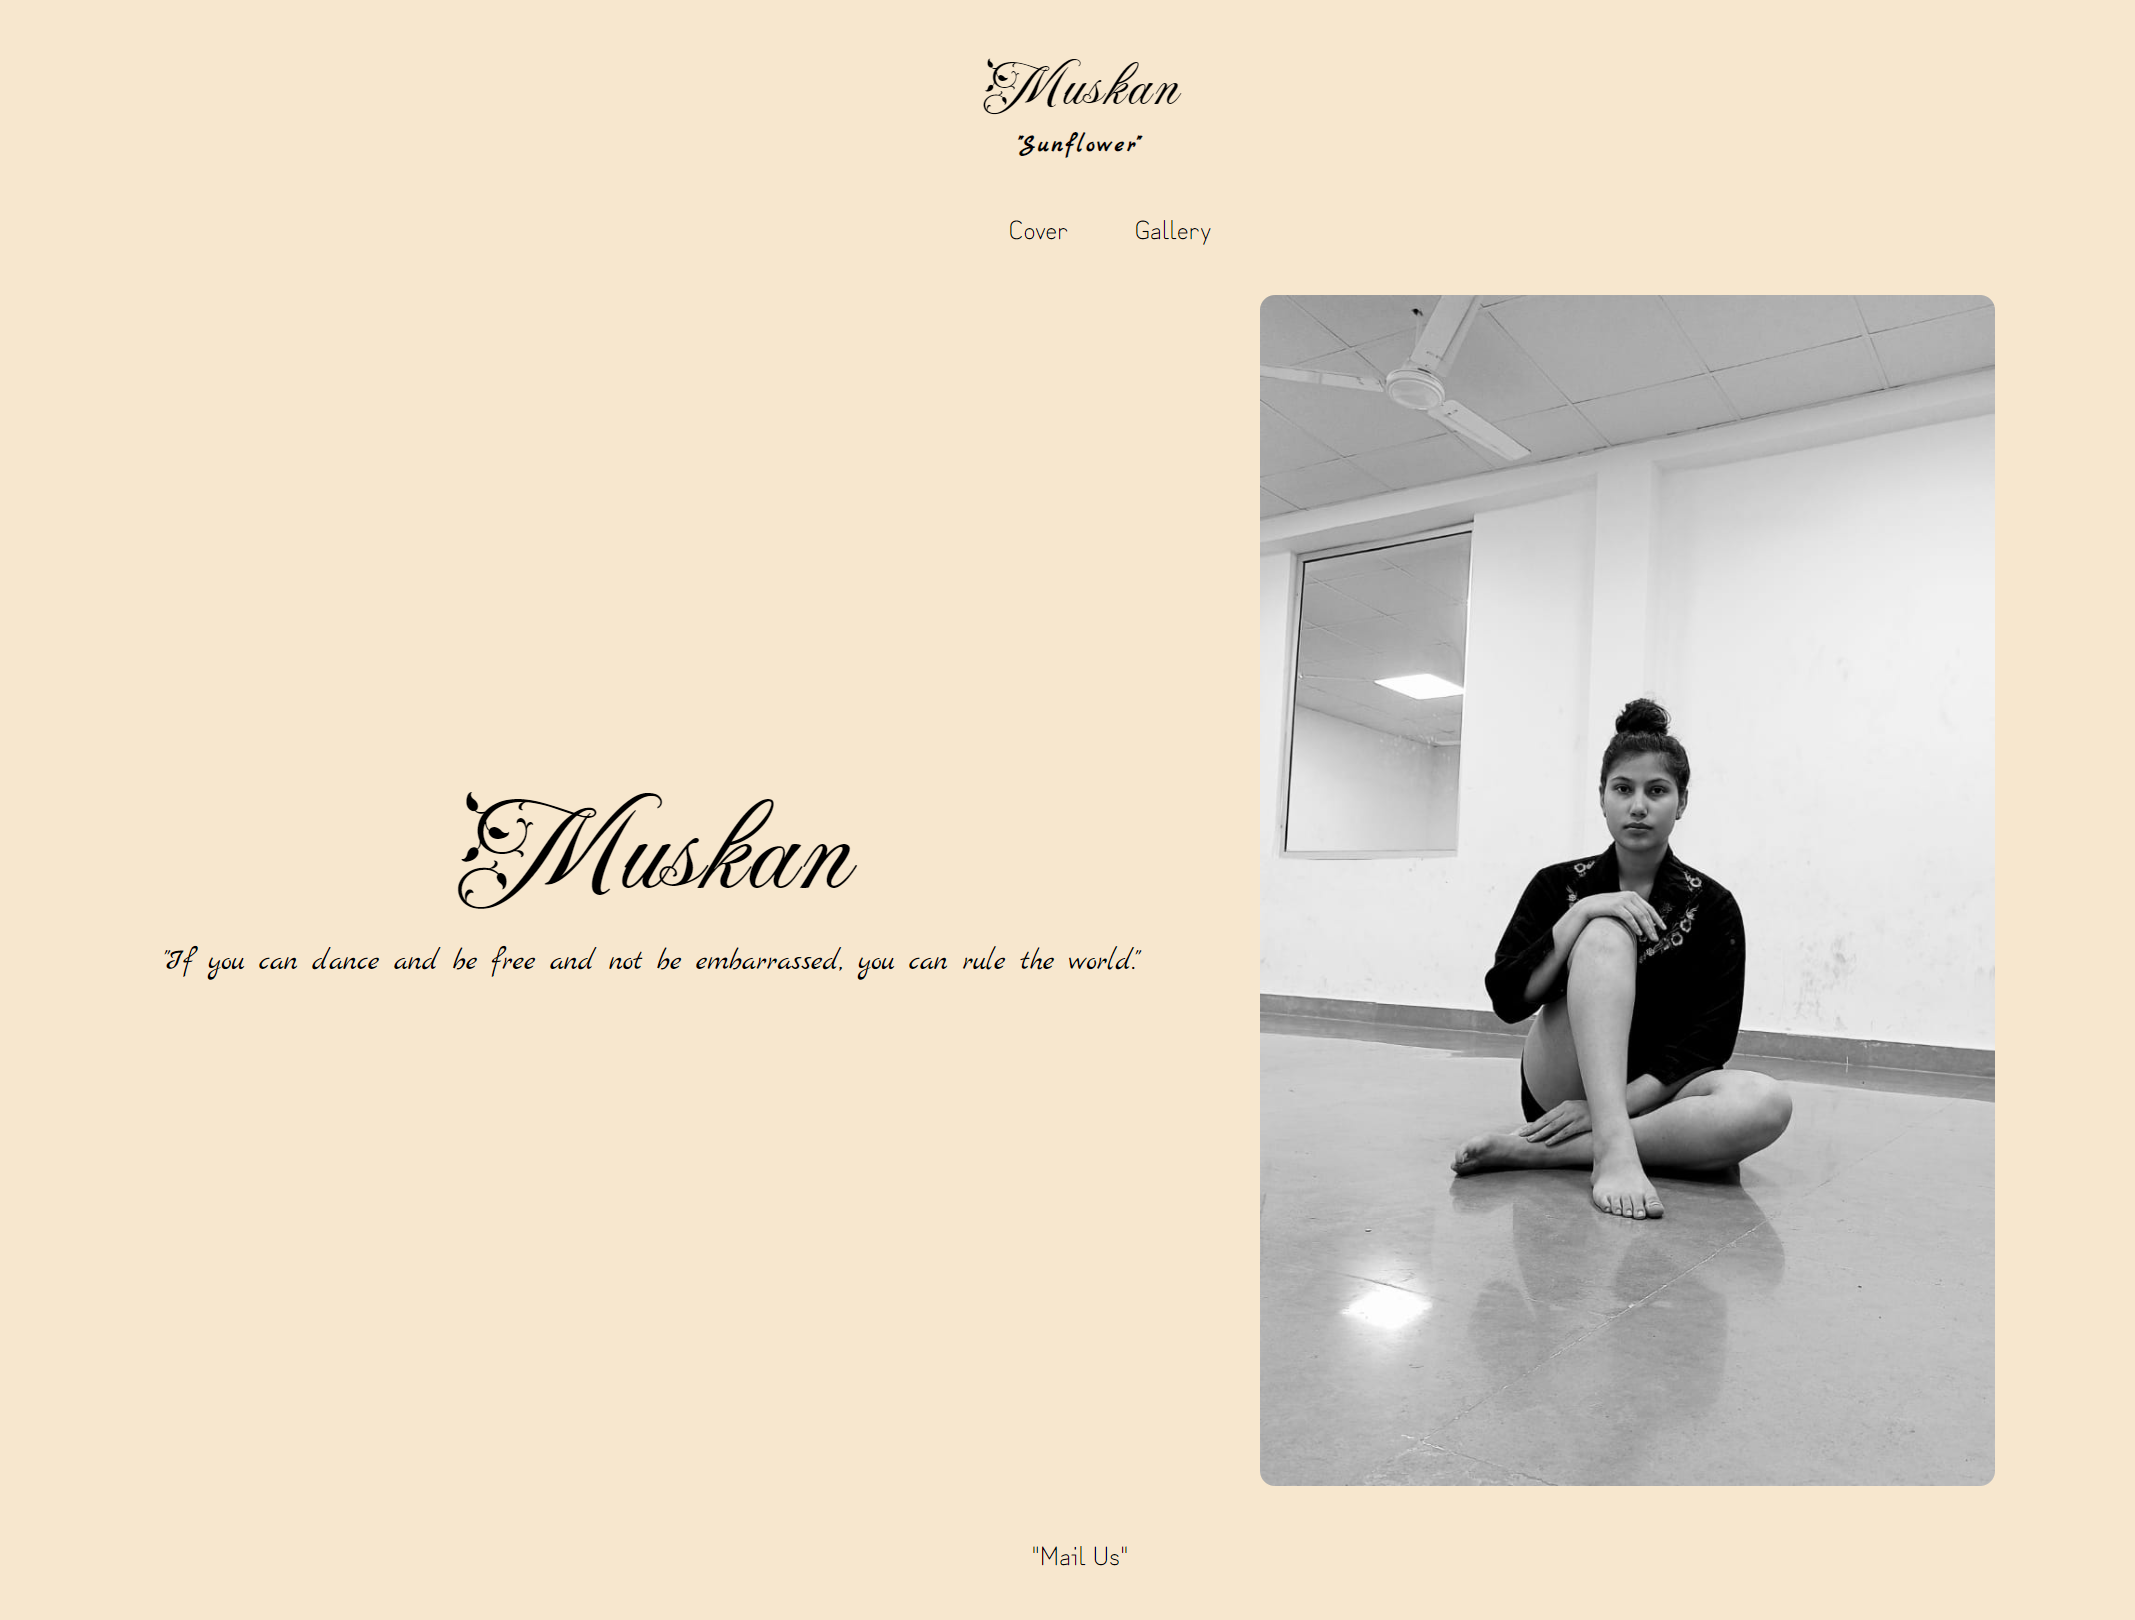 Muskan
"Sunflower"
Cover Gallery
Muskan
"If you can dance and be free and not be embarrassed, you can rule the world."
"Mail Us"